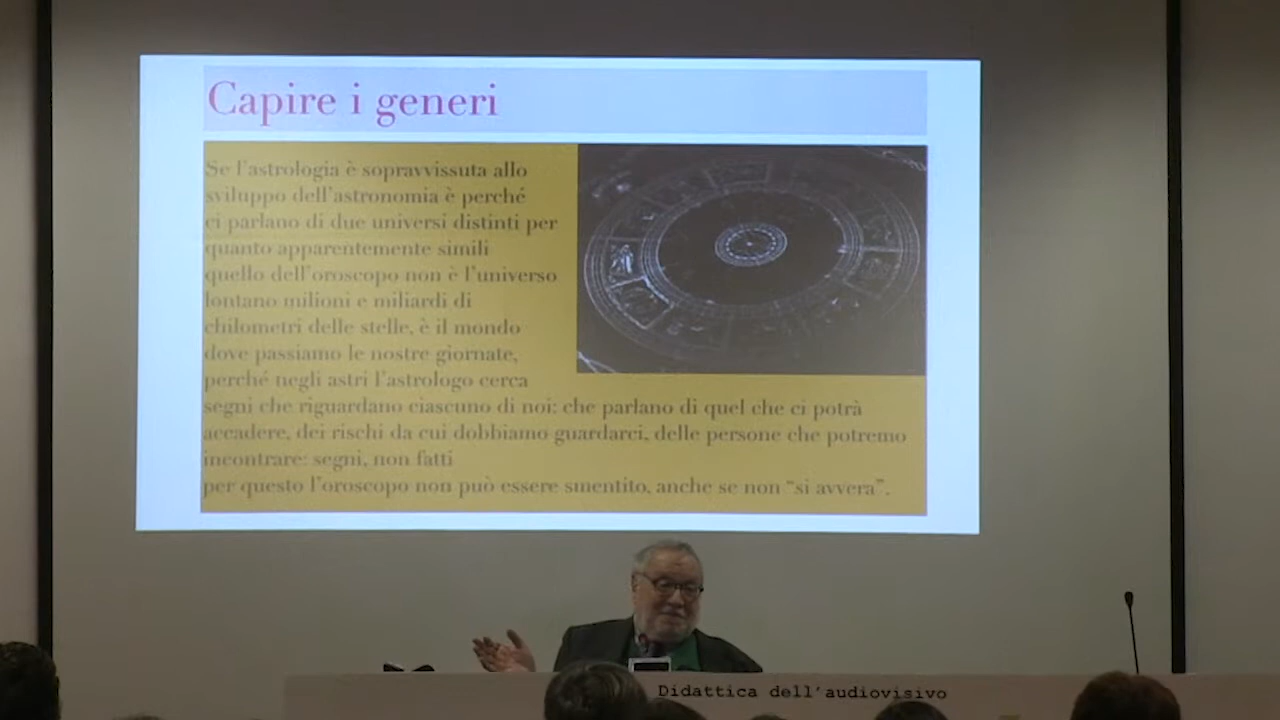 Capire i generi
Se l'astrologia è sopravvissuta allo
sviluppo dell'astronomia è perché
ci parlano di due universi distinti per
quanto apparentemente simili
quello dell'oroscopo non è l'universo
lontano milioni e miliardi di
chilometri delle stelle, è il mondo
dove passiamo le nostre giornate,
perché negli astri l'astrologo cerca
segni che riguardano ciascuno di noi: che parlano di quel che ci potrà
accadere, dei rischi da cui dobbiamo guardarci, delle persone che potremo
incontrare: segni, non fatti
per questo l'oroscopo non può essere smentito, anche se non "si avvera".
Didattica dell'audiovisivo